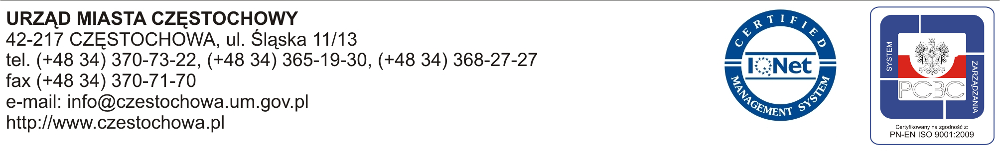 URZĄD MIASTA CZĘSTOCHOWY
42-217 CZĘSTOCHOWA, ul. Śląska 11/13
tel. (+48 34) 370-73-22, (+48 34) 365-19-30, (+48 34) 368-27-27
fax (+48 34) 370-71-70
e-mail: info@czestochowa.um.gov.pl
http://www.czestochowa.pl
CERTIFIED
IQNet
MANAGEMENT SYSTEM
SYSTEM
ZARZĄDZANIA
PCBC
Certyfikowany na zgodność z:
PN-EN ISO 9001:2009